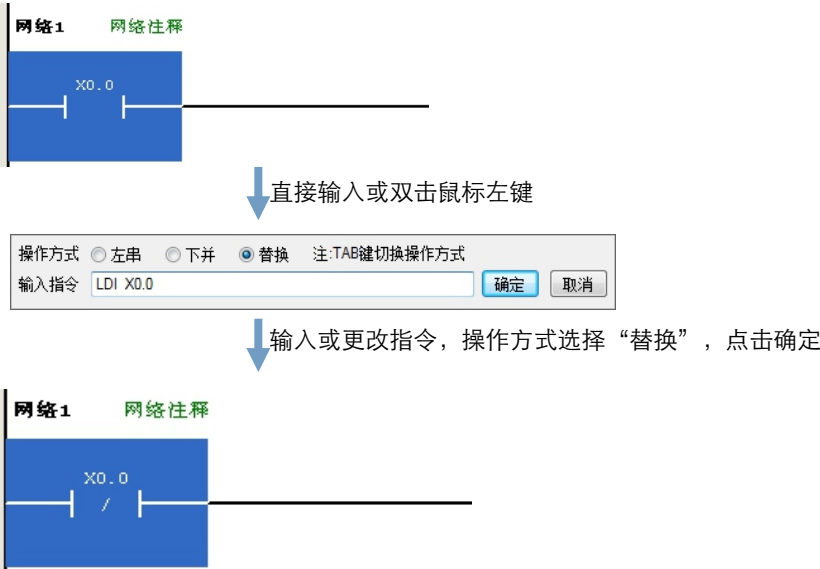 网络1 网络注释
X0.0
直接输入或双击鼠标左键
操作方式 左串 下并 替换 注:TAB键切换操作方式
输入指令 LDI X0.0 确定 取消
输入或更改指令，操作方式选择“替换”，点击确定
网络1 网络注释
X0.0
/